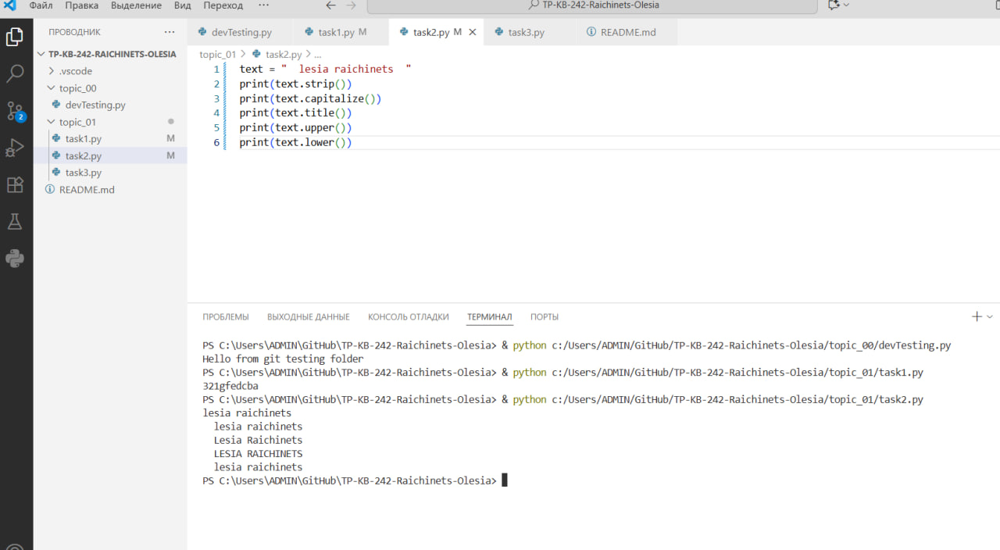 Файл Правка Выделение Вид Переход ··· ← → TP-KB-242-Raichinets-Olesia
ПРОВОДНИК ···
TP-KB-242-RAICHINETS-OLESIA
.vscode
topic_00
devTesting.py
topic_01
task1.py M
task2.py M
task3.py
README.md
2
devTesting.py task1.py M task2.py M × task3.py README.md
topic_01 > task2.py > ...
1 text = "  lesia raichinets  "
2 print(text.strip())
3 print(text.capitalize())
4 print(text.title())
5 print(text.upper())
6 print(text.lower())
ПРОБЛЕМЫ ВЫХОДНЫЕ ДАННЫЕ КОНСОЛЬ ОТЛАДКИ ТЕРМИНАЛ ПОРТЫ
PS C:\Users\ADMIN\GitHub\TP-KB-242-Raichinets-Olesia> & python c:/Users/ADMIN/GitHub/TP-KB-242-Raichinets-Olesia/topic_00/devTesting.py
Hello from git testing folder
PS C:\Users\ADMIN\GitHub\TP-KB-242-Raichinets-Olesia> & python c:/Users/ADMIN/GitHub/TP-KB-242-Raichinets-Olesia/topic_01/task1.py
321gfedcba
PS C:\Users\ADMIN\GitHub\TP-KB-242-Raichinets-Olesia> & python c:/Users/ADMIN/GitHub/TP-KB-242-Raichinets-Olesia/topic_01/task2.py
lesia raichinets
  lesia raichinets
  Lesia Raichinets
  LESIA RAICHINETS
  lesia raichinets
PS C:\Users\ADMIN\GitHub\TP-KB-242-Raichinets-Olesia>